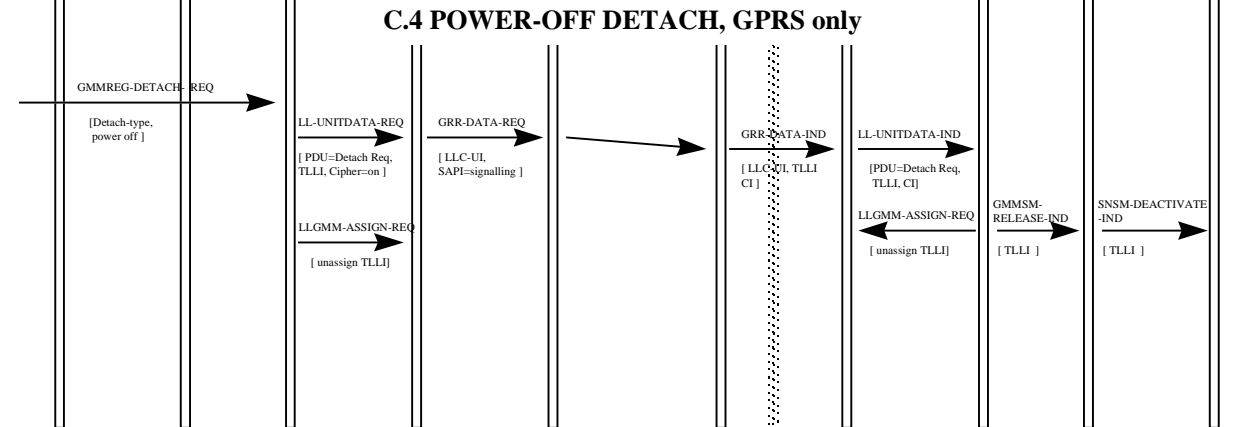 C.4 POWER-OFF DETACH, GPRS only
GMMREG-DETACH- REQ
[Detach-type,
power off ]
LL-UNITDATA-REQ
[ PDU=Detach Req,
TLLI, Cipher=on ]
GRR-DATA-REQ
[ LLC-UI,
SAPI=signalling ]
GRR-DATA-IND
[ LLC-UI, TLLI
CI ]
LL-UNITDATA-IND
[PDU=Detach Req,
TLLI, CI]
LLGMM-ASSIGN-REQ
[ unassign TLLI]
LLGMM-ASSIGN-REQ
[ unassign TLLI]
GMMSM-
RELEASE-IND
[ TLLI ]
SNSM-DEACTIVATE
-IND
[ TLLI ]